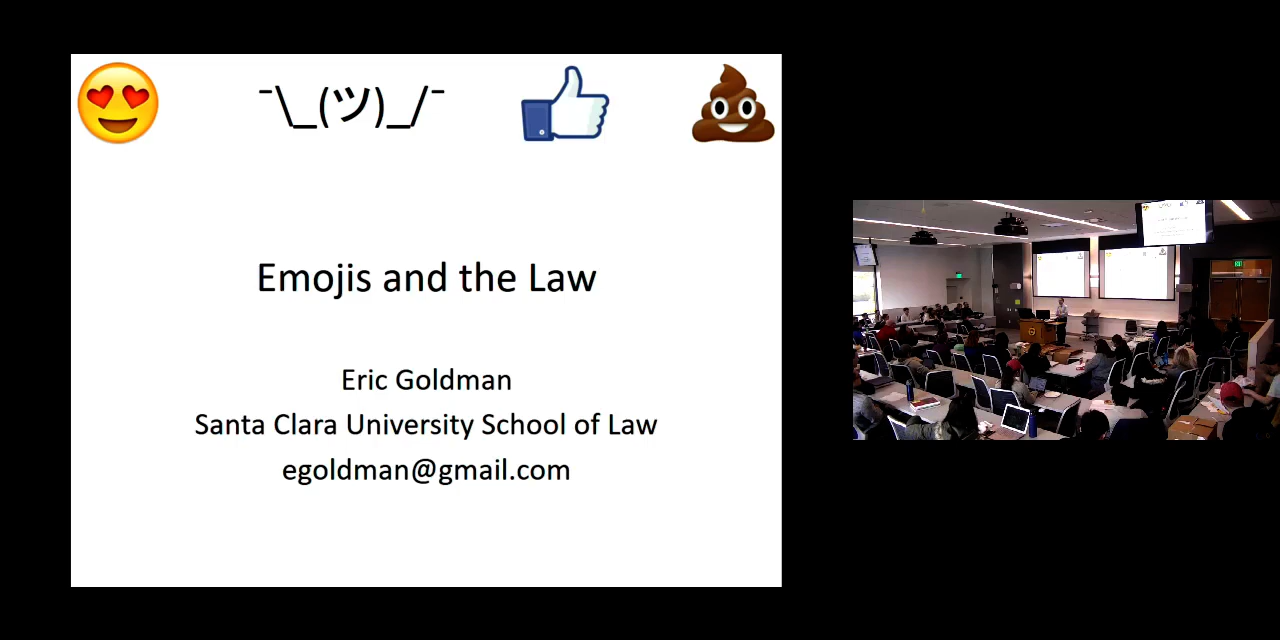 ¯\_(ツ)_/¯
Emojis and the Law
Eric Goldman
Santa Clara University School of Law
egoldman@gmail.com